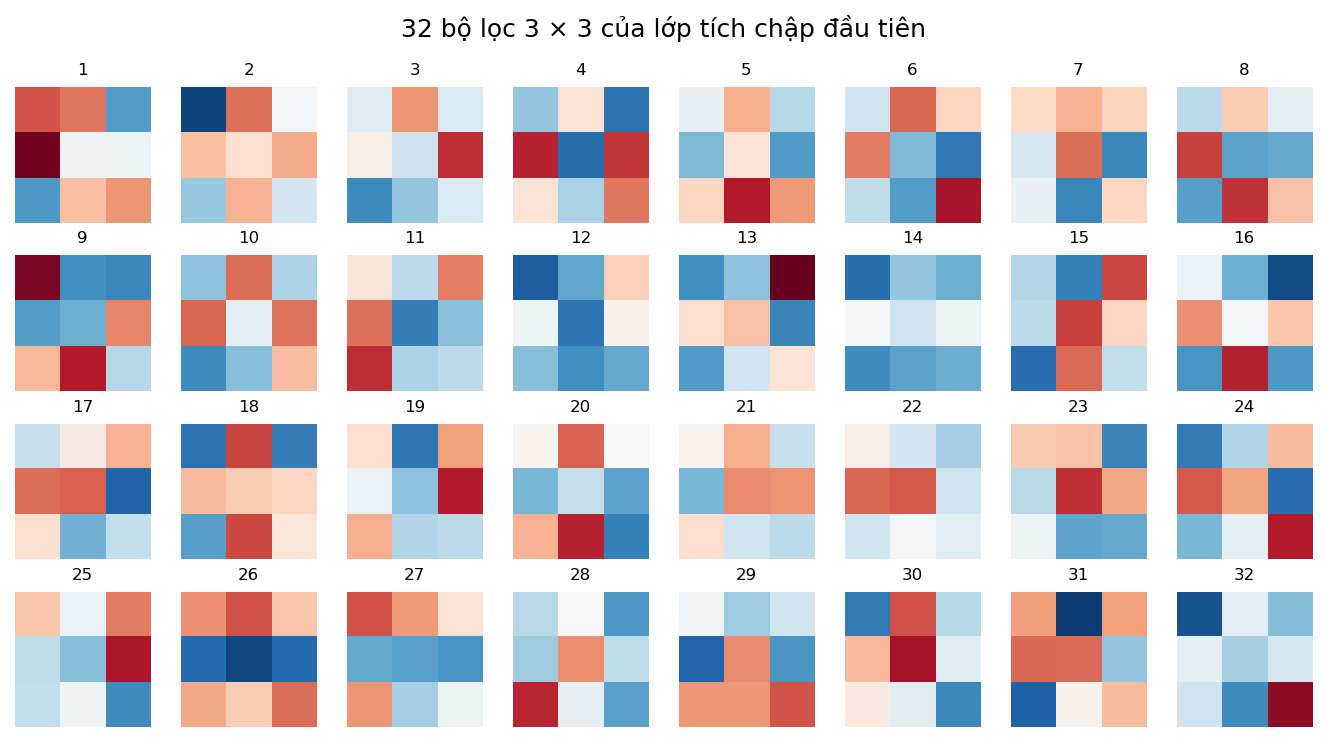 32 bộ lọc 3 × 3 của lớp tích chập đầu tiên
1 2 3 4 5 6 7 8
9 10 11 12 13 14 15 16
17 18 19 20 21 22 23 24
25 26 27 28 29 30 31 32